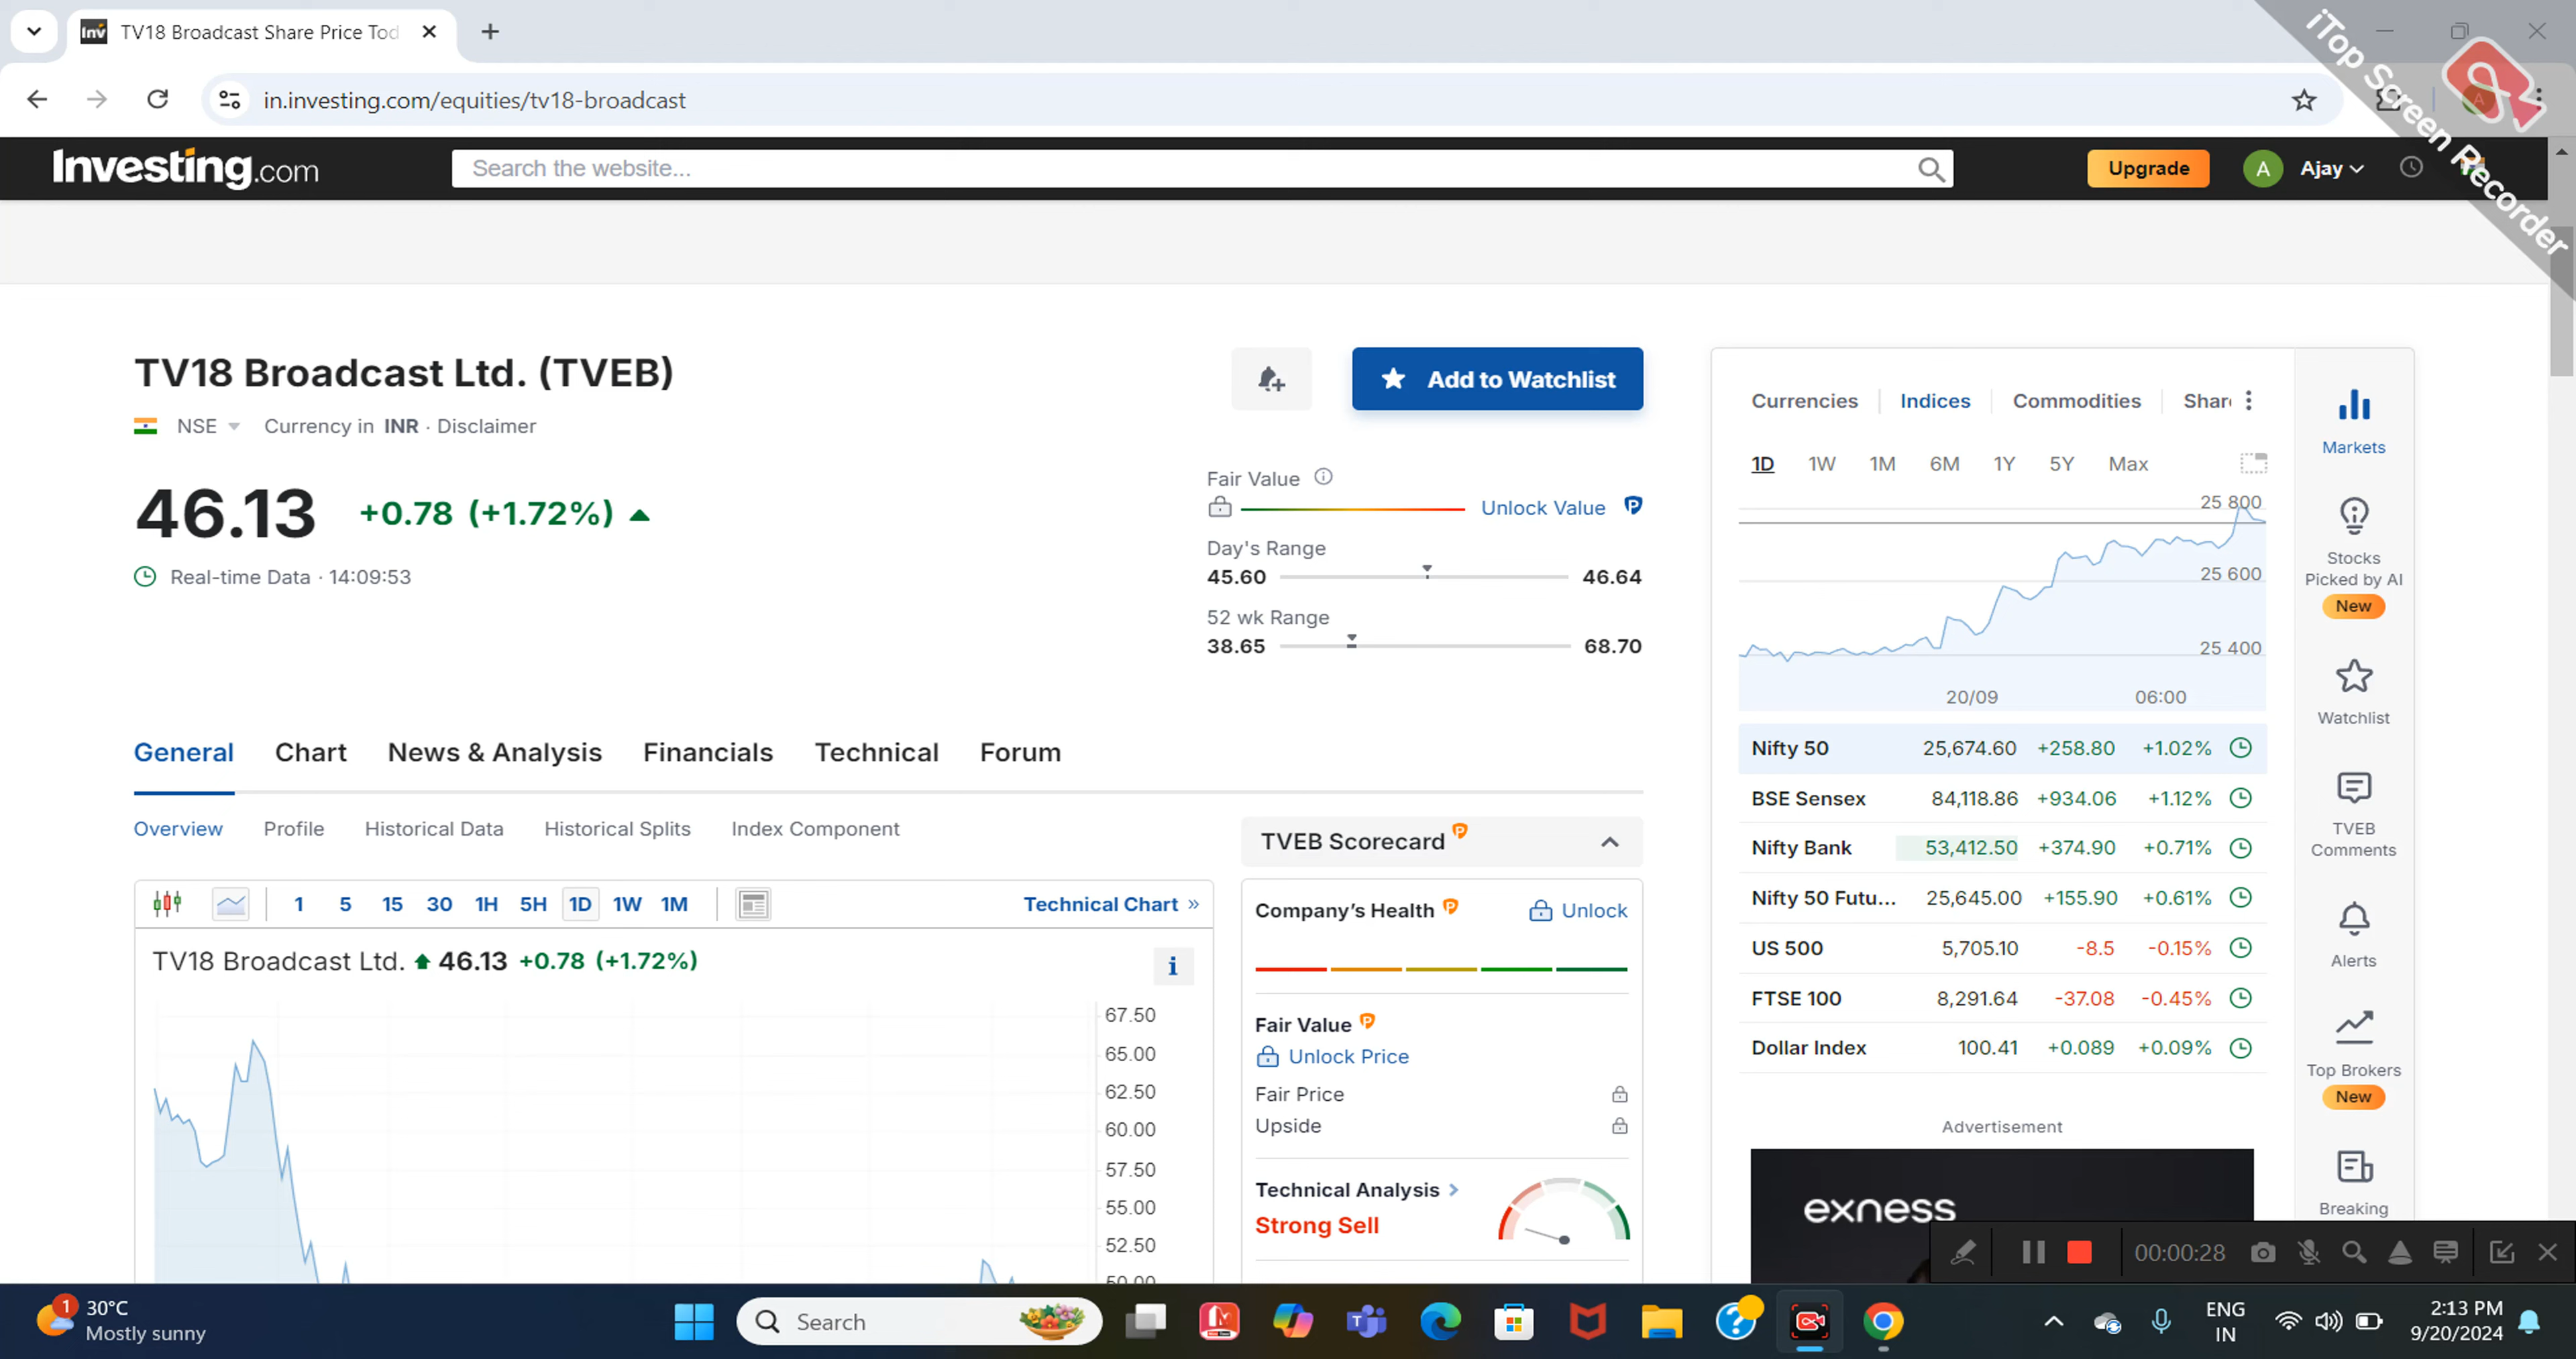 TV18 Broadcast Share Price Tod
in.investing.com/equities/tv18-broadcast
iTop Screen Recorder
Investing.com
Search the website...
Upgrade
A
Ajay
TV18 Broadcast Ltd. (TVEB)
NSE
Currency in INR · Disclaimer
46.13
+0.78 (+1.72%)
Real-time Data · 14:09:53
Add to Watchlist
Fair Value
Unlock Value
Day's Range
45.60
46.64
52 wk Range
38.65
68.70
General
Chart
News & Analysis
Financials
Technical
Forum
Overview
Profile
Historical Data
Historical Splits
Index Component
1
5
15
30
1H
5H
1D
1W
1M
Technical Chart »
TV18 Broadcast Ltd. 46.13 +0.78 (+1.72%)
i
67.50
65.00
62.50
60.00
57.50
55.00
52.50
50.00
TVEB Scorecard
Company's Health
Unlock
Fair Value
Unlock Price
Fair Price
Upside
Technical Analysis
Strong Sell
Currencies
Indices
Commodities
Shar
1D
1W
1M
6M
1Y
5Y
Max
25 800
25 600
25 400
20/09
06:00
Nifty 50 25,674.60 +258.80 +1.02%
BSE Sensex 84,118.86 +934.06 +1.12%
Nifty Bank 53,412.50 +374.90 +0.71%
Nifty 50 Futu... 25,645.00 +155.90 +0.61%
US 500 5,705.10 -8.5 -0.15%
FTSE 100 8,291.64 -37.08 -0.45%
Dollar Index 100.41 +0.089 +0.09%
Advertisement
exness
Markets
Stocks
Picked by AI
New
Watchlist
TVEB
Comments
Alerts
Top Brokers
New
Breaking
00:00:28
1
30°C
Mostly sunny
Search
ENG
IN
2:13 PM
9/20/2024